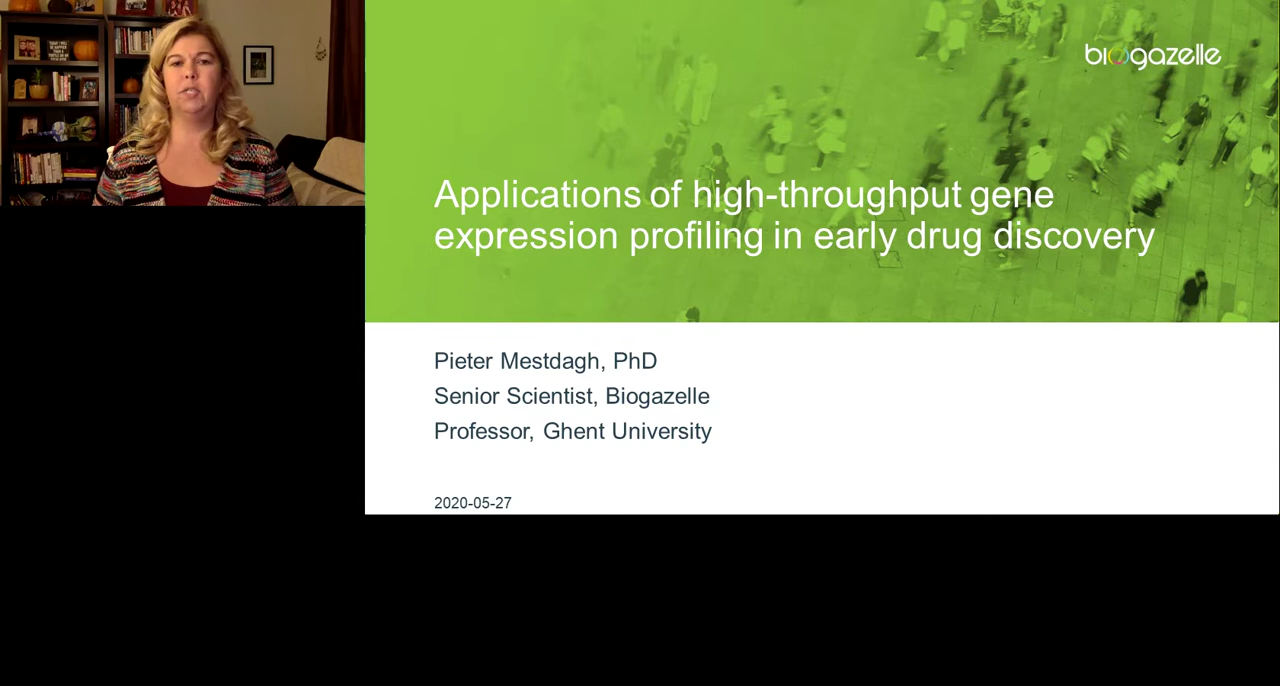 biogazelle
Applications of high-throughput gene
expression profiling in early drug discovery
Pieter Mestdagh, PhD
Senior Scientist, Biogazelle
Professor, Ghent University
2020-05-27